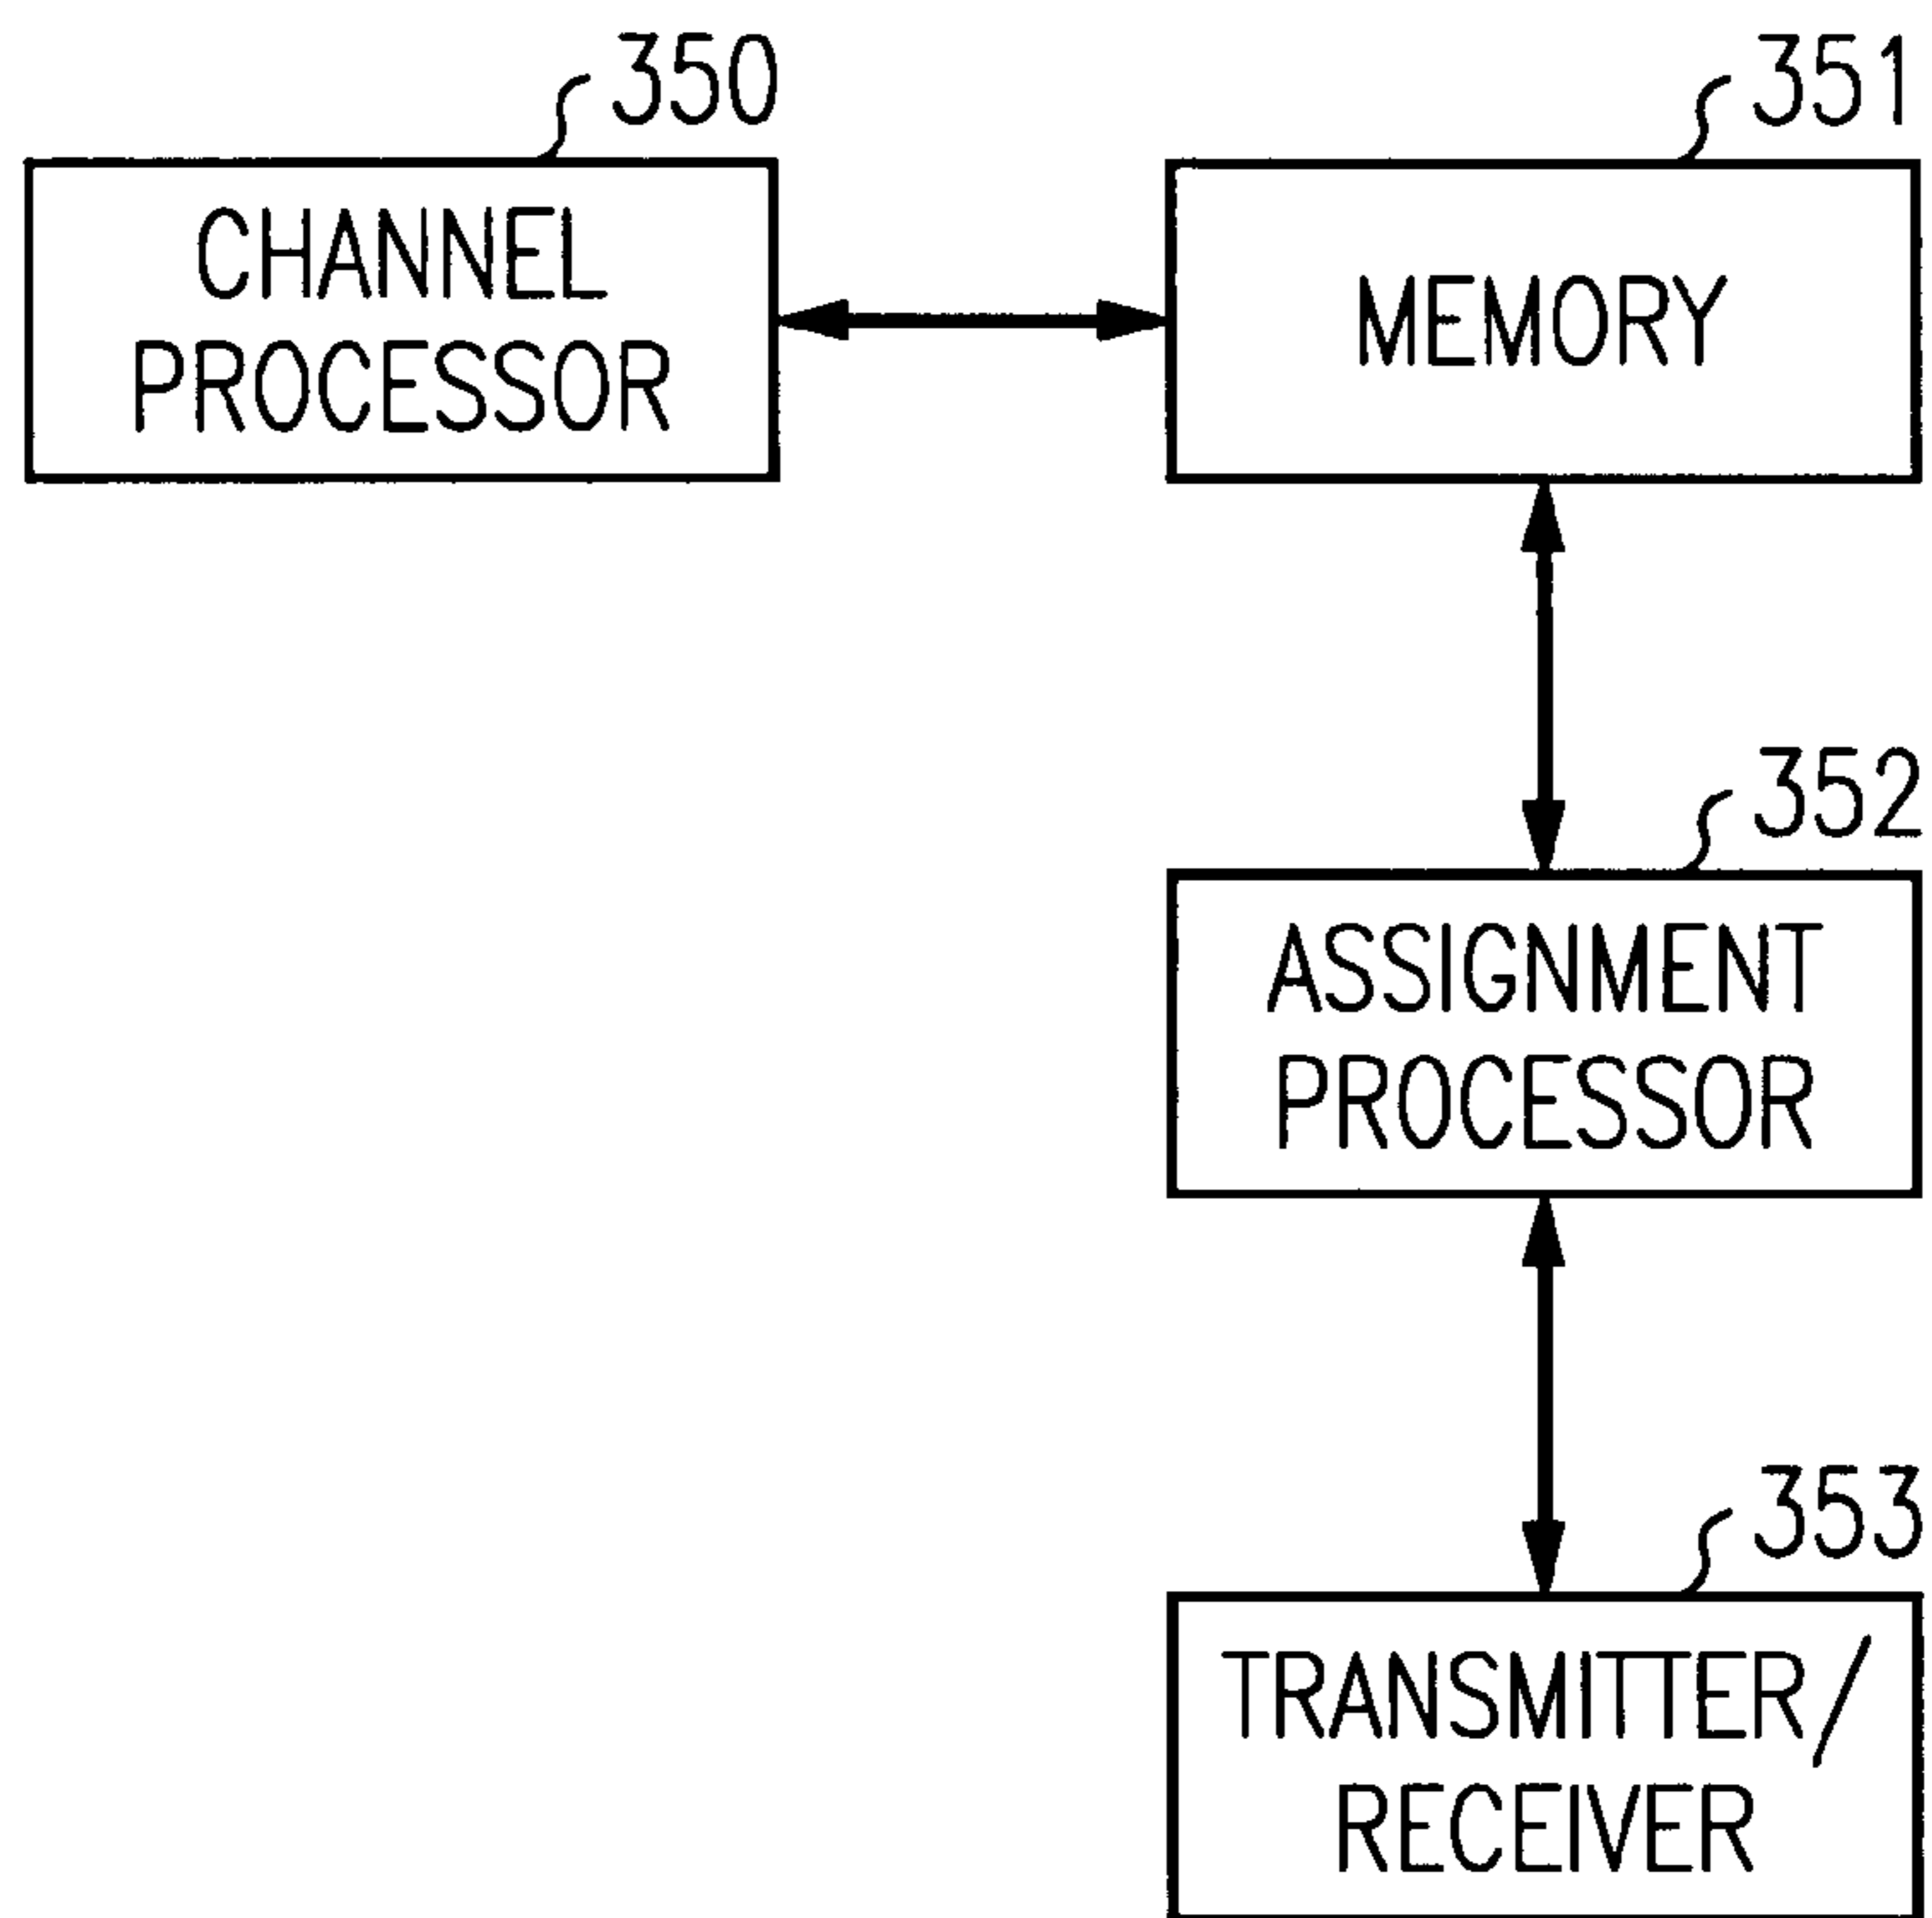 350
CHANNEL
PROCESSOR
351
MEMORY
352
ASSIGNMENT
PROCESSOR
353
TRANSMITTER/
RECEIVER